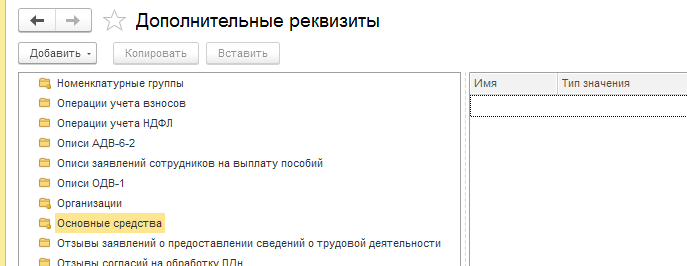 Дополнительные реквизиты
Добавить Копировать Вставить
Имя Тип значения
Номенклатурные группы
Операции учета взносов
Операции учета НДФЛ
Описи АДВ-6-2
Описи заявлений сотрудников на выплату пособий
Описи ОДВ-1
Организации
Основные средства
Отзывы заявлений о предоставлении сведений о трудовой деятельности
Отзывы согласий на обработку ПДн